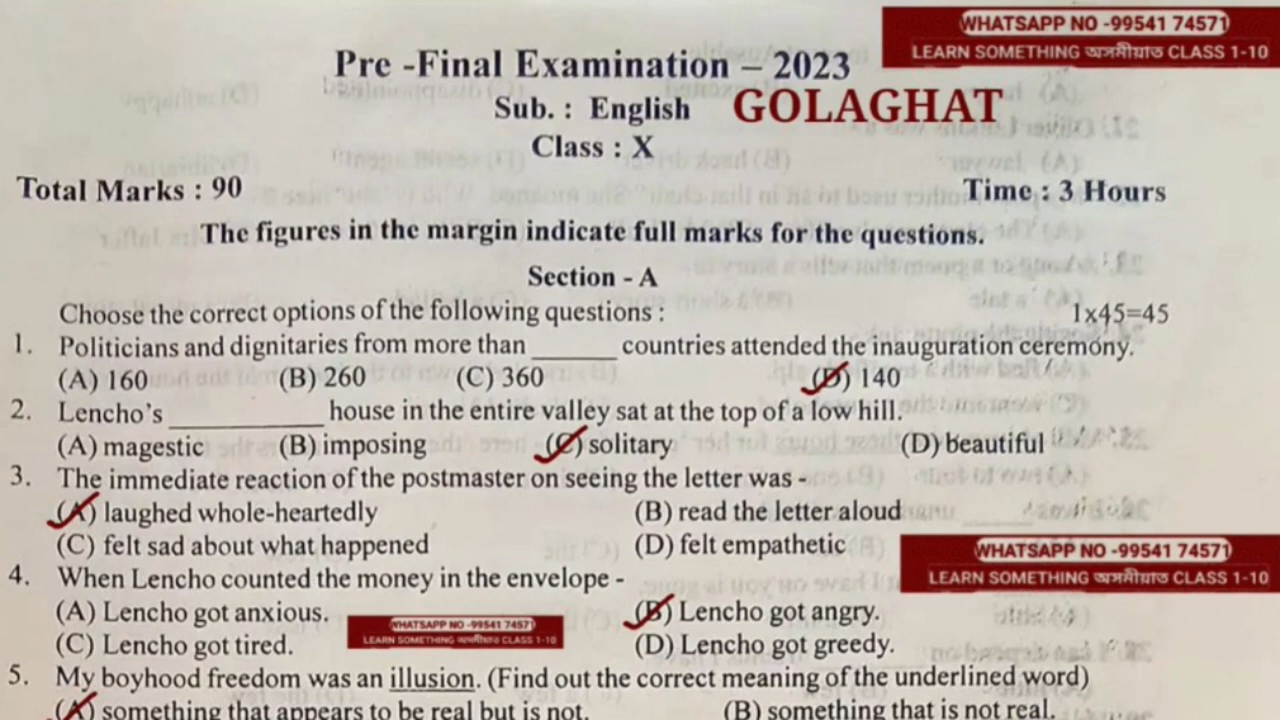 WHATSAPP NO -99541 74571
LEARN SOMETHING অসমীয়াত CLASS 1-10
Pre -Final Examination – 2023
Sub. : English GOLAGHAT
Class : X
Total Marks : 90 Time : 3 Hours
The figures in the margin indicate full marks for the questions.
Section - A
Choose the correct options of the following questions : 1x45=45
1. Politicians and dignitaries from more than ______ countries attended the inauguration ceremony.
(A) 160 (B) 260 (C) 360 (D) 140
2. Lencho's ___________ house in the entire valley sat at the top of a low hill.
(A) magestic (B) imposing (C) solitary (D) beautiful
3. The immediate reaction of the postmaster on seeing the letter was -
(A) laughed whole-heartedly (B) read the letter aloud
(C) felt sad about what happened (D) felt empathetic
WHATSAPP NO -99541 74571
LEARN SOMETHING অসমীয়াত CLASS 1-10
4. When Lencho counted the money in the envelope -
(A) Lencho got anxious. (B) Lencho got angry.
WHATSAPP NO -99541 74571
LEARN SOMETHING অসমীয়াত CLASS 1-10
(C) Lencho got tired. (D) Lencho got greedy.
5. My boyhood freedom was an illusion. (Find out the correct meaning of the underlined word)
(A) something that appears to be real but is not. (B) something that is not real.